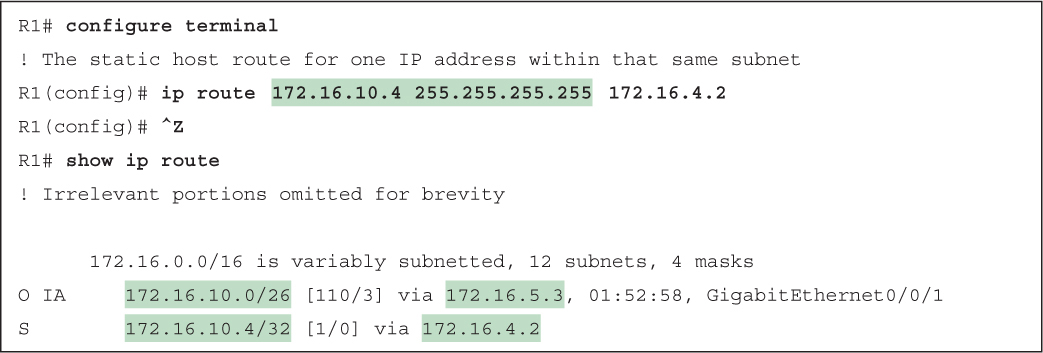 R1# configure terminal
! The static host route for one IP address within that same subnet
R1(config)# ip route 172.16.10.4 255.255.255.255 172.16.4.2
R1(config)# ^Z
R1# show ip route
! Irrelevant portions omitted for brevity
172.16.0.0/16 is variably subnetted, 12 subnets, 4 masks
O IA 172.16.10.0/26 [110/3] via 172.16.5.3, 01:52:58, GigabitEthernet0/0/1
S 172.16.10.4/32 [1/0] via 172.16.4.2